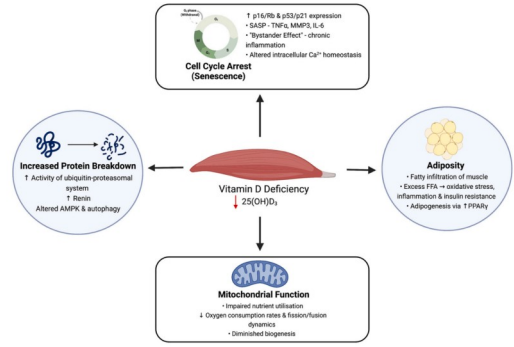 G₀ phase
(Withdrawal)
↑ p16/Rb & p53/p21 expression
• SASP - TNFα, MMP3, IL-6
• "Bystander Effect" - chronic
inflammation
• Altered intracellular Ca²⁺ homeostasis
Cell Cycle Arrest
(Senescence)
Increased Protein Breakdown
↑ Activity of ubiquitin-proteasomal
system
↑ Renin
Altered AMPK & autophagy
Vitamin D Deficiency
↓ 25(OH)D₃
Adiposity
• Fatty infiltration of muscle
• Excess FFA → oxidative stress,
inflammation & insulin resistance
• Adipogenesis via ↑PPARγ
Mitochondrial Function
• Impaired nutrient utilisation
↓ Oxygen consumption rates & fission/fusion
dynamics
• Diminished biogenesis